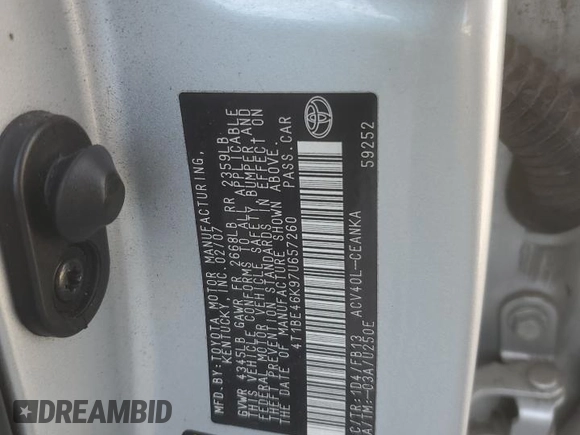 MFD.BY:TOYOTA MOTOR MANUFACTURING,
KENTUCKY, INC. 02/07
GVWR 4345LB GAWR FR 2668LB RR 2359LB
THIS VEHICLE CONFORMS TO ALL APPLICABLE
FEDERAL MOTOR VEHICLE SAFETY, BUMPER, AND
THEFT PREVENTION STANDARDS IN EFFECT ON
THE DATE OF MANUFACTURE SHOWN ABOVE.
4T1BE46K97U657260 PASS.CAR
C/TR:1D4/FB13 ACV40L-CEANKA 59252
A/TM:-03A/U250E
TOYOTA
DREAMBID